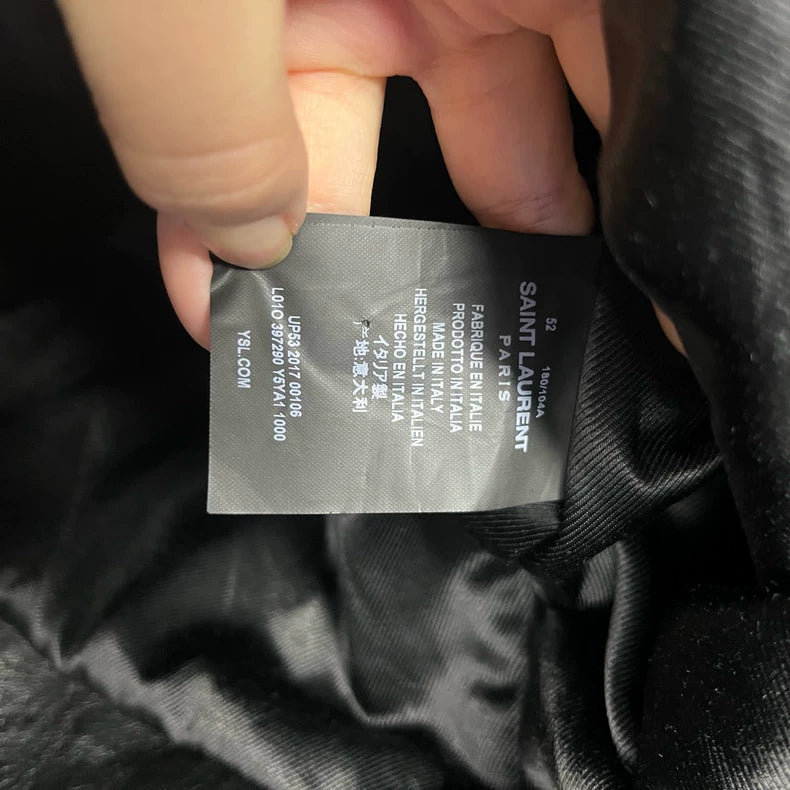 52
180/104A
SAINT LAURENT
PARIS
FABRIQUE EN ITALIE
PRODOTTO IN ITALIA
MADE IN ITALY
HERGESTELLT IN ITALIEN
HECHO EN ITALIA
イタリア製
产地:意大利
UP53 2017 00106
L01O 397290 Y5YA1 1000
YSL.COM